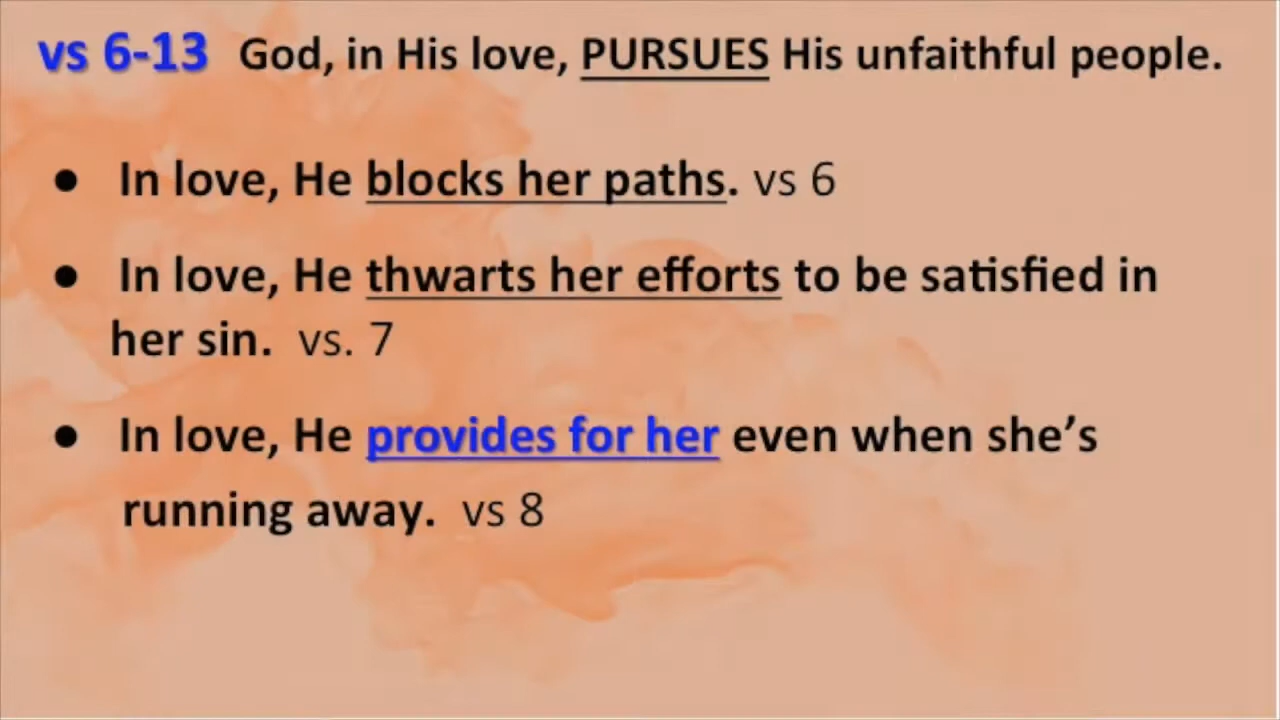 vs 6-13 God, in His love, PURSUES His unfaithful people.
● In love, He blocks her paths. vs 6
● In love, He thwarts her efforts to be satisfied in
her sin. vs. 7
● In love, He provides for her even when she’s
running away. vs 8